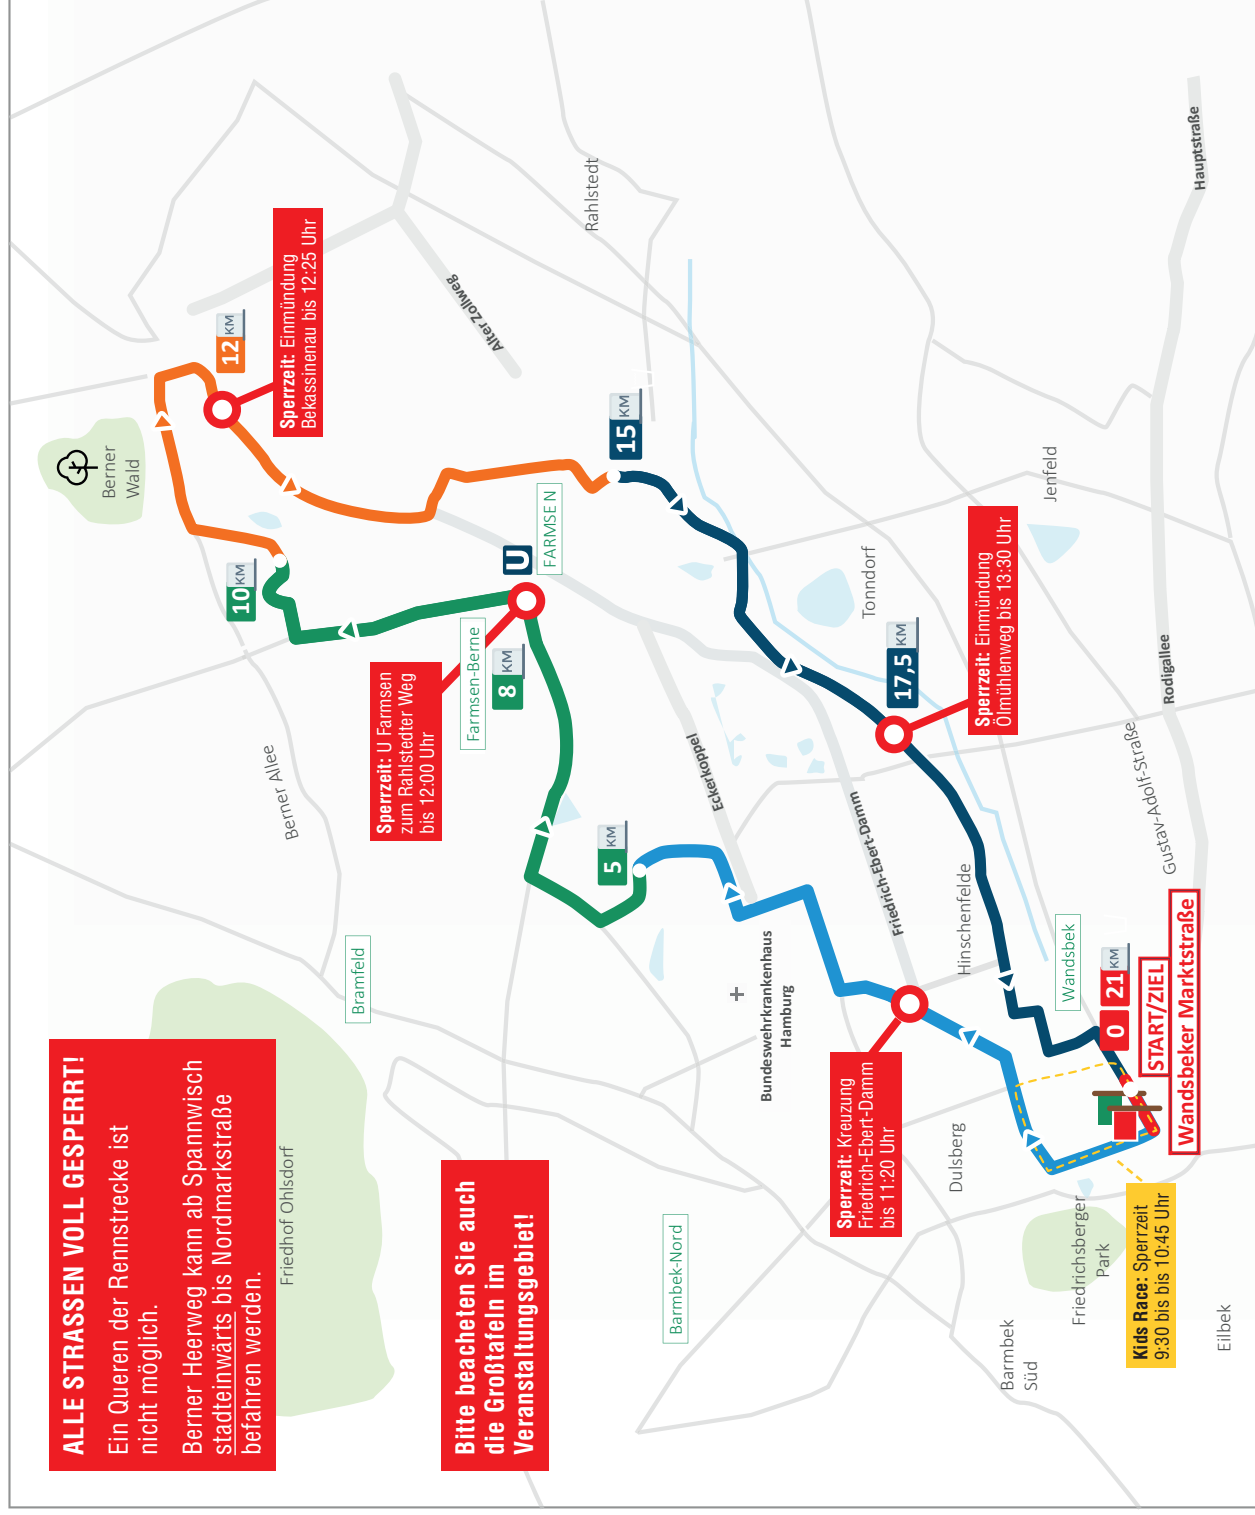 ALLE STRASSEN VOLL GESPERRT!
Ein Queren der Rennstrecke ist
nicht möglich.
Berner Heerweg kann ab Spannwisch
stadteinwärts bis Nordmarkstraße
befahren werden.
Friedhof Ohlsdorf
Bramfeld
Berner Allee
Berner
Wald
10 KM
12 KM
Sperrzeit: Einmündung
Bekassinenau bis 12:25 Uhr
Sperrzeit: U Farmsen
zum Rahlstedter Weg
bis 12:00 Uhr
Farmsen-Berne
8 KM
U
FARMSE N
Alter Zollweg
Rahlstedt
Bitte beacheten Sie auch
die Großtafeln im
Veranstaltungsgebiet!
5 KM
15 KM
Barmbek-Nord
Bundeswehrkrankenhaus
Hamburg
Eckerkoppel
Sperrzeit: Kreuzung
Friedrich-Ebert-Damm
bis 11:20 Uhr
Friedrich-Ebert-Damm
Tonndorf
17,5 KM
Sperrzeit: Einmündung
Ölmühlenweg bis 13:30 Uhr
Jenfeld
Dulsberg
Hinschenfelde
Barmbek
Süd
Friedrichsberger
Park
Wandsbek
0 21 KM
START/ZIEL
Wandsbeker Marktstraße
Gustav-Adolf-Straße
Rodigallee
Hauptstraße
Kids Race: Sperrzeit
9:30 bis bis 10:45 Uhr
Eilbek